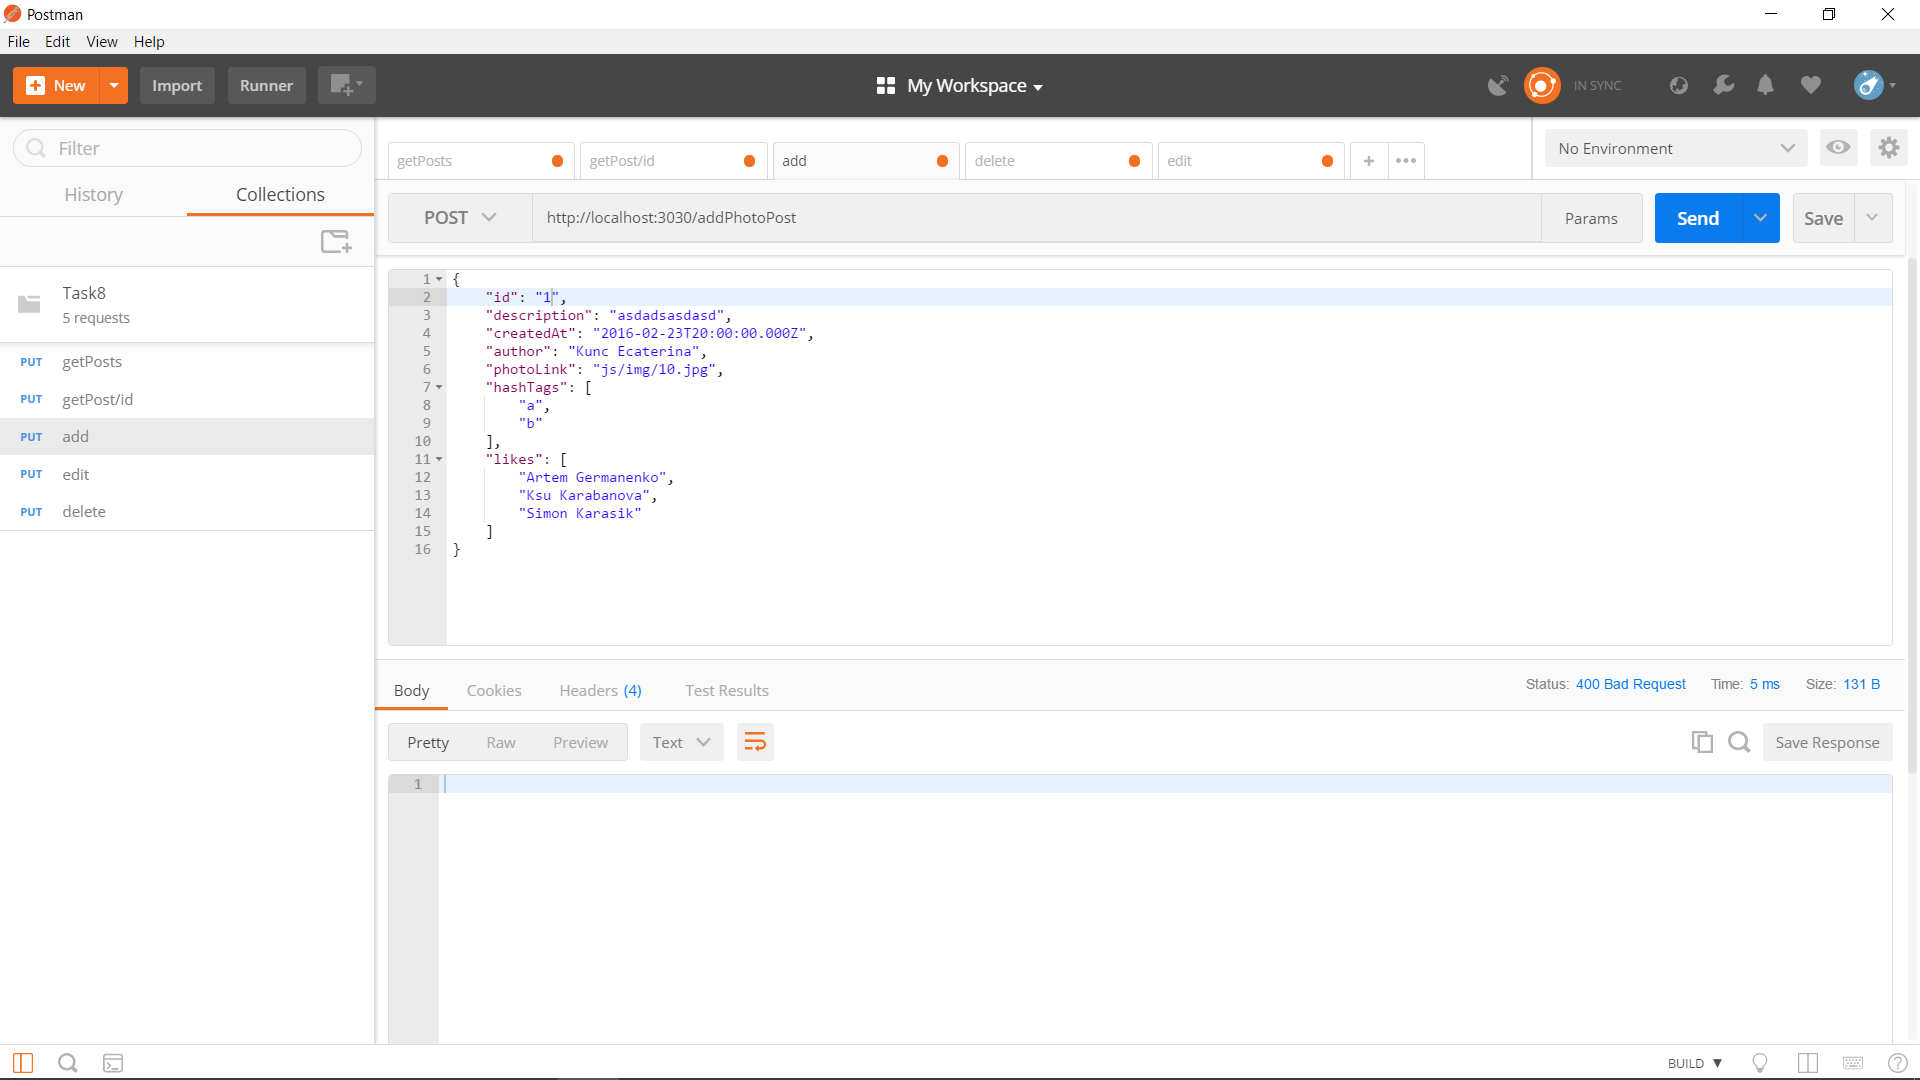 Postman
File Edit View Help
New Import Runner My Workspace IN SYNC
Filter
History Collections
Task8
5 requests
PUT getPosts
PUT getPost/id
PUT add
PUT edit
PUT delete
getPosts getPost/id add delete edit + ••• No Environment
POST http://localhost:3030/addPhotoPost Params Send Save
1 {
2 "id": "1",
3 "description": "asdadsasdasd",
4 "createdAt": "2016-02-23T20:00:00.000Z",
5 "author": "Kunc Ecaterina",
6 "photoLink": "js/img/10.jpg",
7 "hashTags": [
8 "a",
9 "b"
10 ],
11 "likes": [
12 "Artem Germanenko",
13 "Ksu Karabanova",
14 "Simon Karasik"
15 ]
16 }
Body Cookies Headers (4) Test Results Status: 400 Bad Request Time: 5 ms Size: 131 B
Pretty Raw Preview Text Save Response
1
BUILD ▼